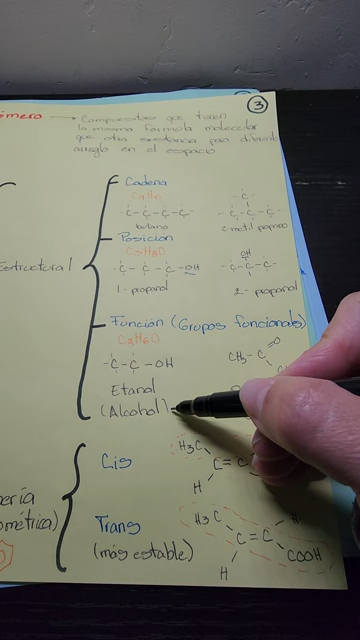 ③
Compuestos que tienen
la misma fórmula molecular
que otra sustancia pero diferente
arreglo en el espacio
Cadena
C-C-C-C
butano
C
C-C-C
2-metil propano
Posición
C3H8O
C-C-C-OH
1-propanol
OH
C-C-C
2-propanol
Estructural
Función (Grupos funcionales)
C2H6O
C-C-OH
CH3-C
O
Etanol
(Alcohol)
Cis
H3C
C=C
H
Trans
(más estable)
H3C
H
C=C
COOH
H